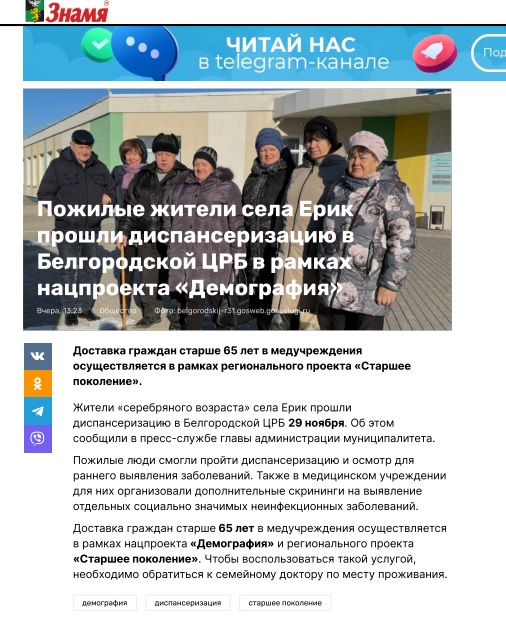 Знамя
ЧИТАЙ НАС
в telegram-канале
Под
Пожилые жители села Ерик
прошли диспансеризацию в
Белгородской ЦРБ в рамках
нацпроекта «Демография»
Вчера, 13:23 Общество Фото: belgorodskij-r31.gosweb.gosuslugi.ru
Доставка граждан старше 65 лет в медучреждения
осуществляется в рамках регионального проекта «Старшее
поколение».
Жители «серебряного возраста» села Ерик прошли
диспансеризацию в Белгородской ЦРБ 29 ноября. Об этом
сообщили в пресс-службе главы администрации муниципалитета.
Пожилые люди смогли пройти диспансеризацию и осмотр для
раннего выявления заболеваний. Также в медицинском учреждении
для них организовали дополнительные скрининги на выявление
отдельных социально значимых неинфекционных заболеваний.
Доставка граждан старше 65 лет в медучреждения осуществляется
в рамках нацпроекта «Демография» и регионального проекта
«Старшее поколение». Чтобы воспользоваться такой услугой,
необходимо обратиться к семейному доктору по месту проживания.
демография диспансеризация старшее поколение